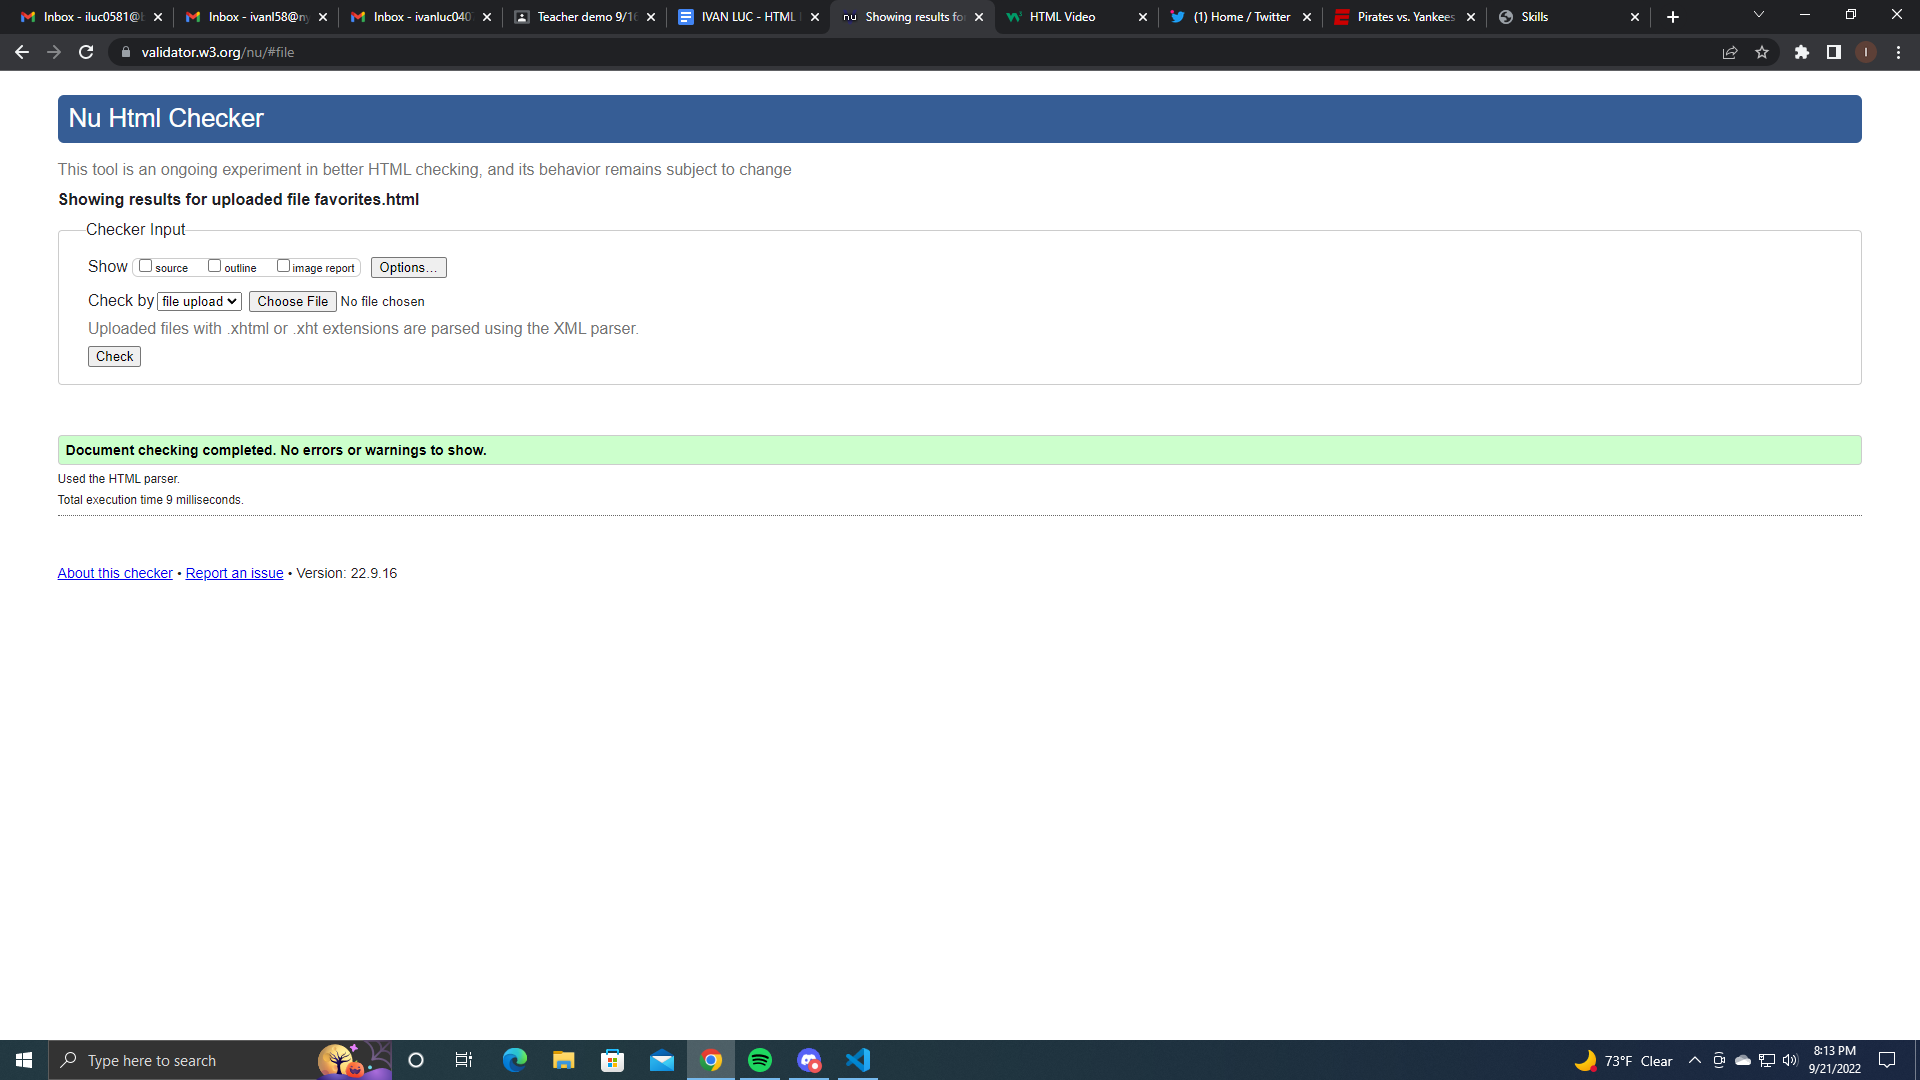 Inbox - iluc0581@b
Inbox - ivanl58@ny
Inbox - ivanluc040
Teacher demo 9/16
IVAN LUC - HTML
nu Showing results fo
HTML Video
(1) Home / Twitter
Pirates vs. Yankees
Skills
validator.w3.org/nu/#file
I
Nu Html Checker
This tool is an ongoing experiment in better HTML checking, and its behavior remains subject to change
Showing results for uploaded file favorites.html
Checker Input
Show source outline image report Options...
Check by file upload Choose File No file chosen
Uploaded files with .xhtml or .xht extensions are parsed using the XML parser.
Check
Document checking completed. No errors or warnings to show.
Used the HTML parser.
Total execution time 9 milliseconds.
About this checker • Report an issue • Version: 22.9.16
Type here to search
73°F Clear
8:13 PM
9/21/2022